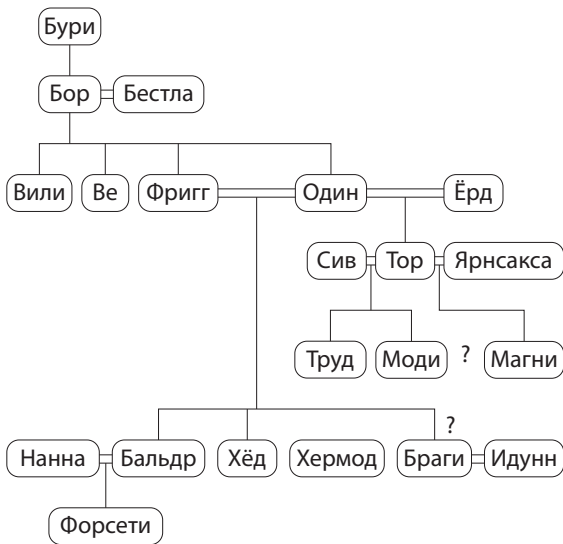 Бури
Бор Бестла
Вили Ве Фригг Один Ёрд
Сив Тор Ярнсакса
Труд Моди ? Магни
?
Нанна Бальдр Хёд Хермод Браги Идунн
Форсети